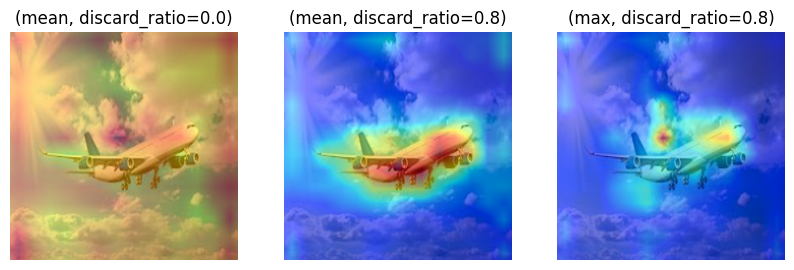 (mean, discard_ratio=0.0)
(mean, discard_ratio=0.8)
(max, discard_ratio=0.8)